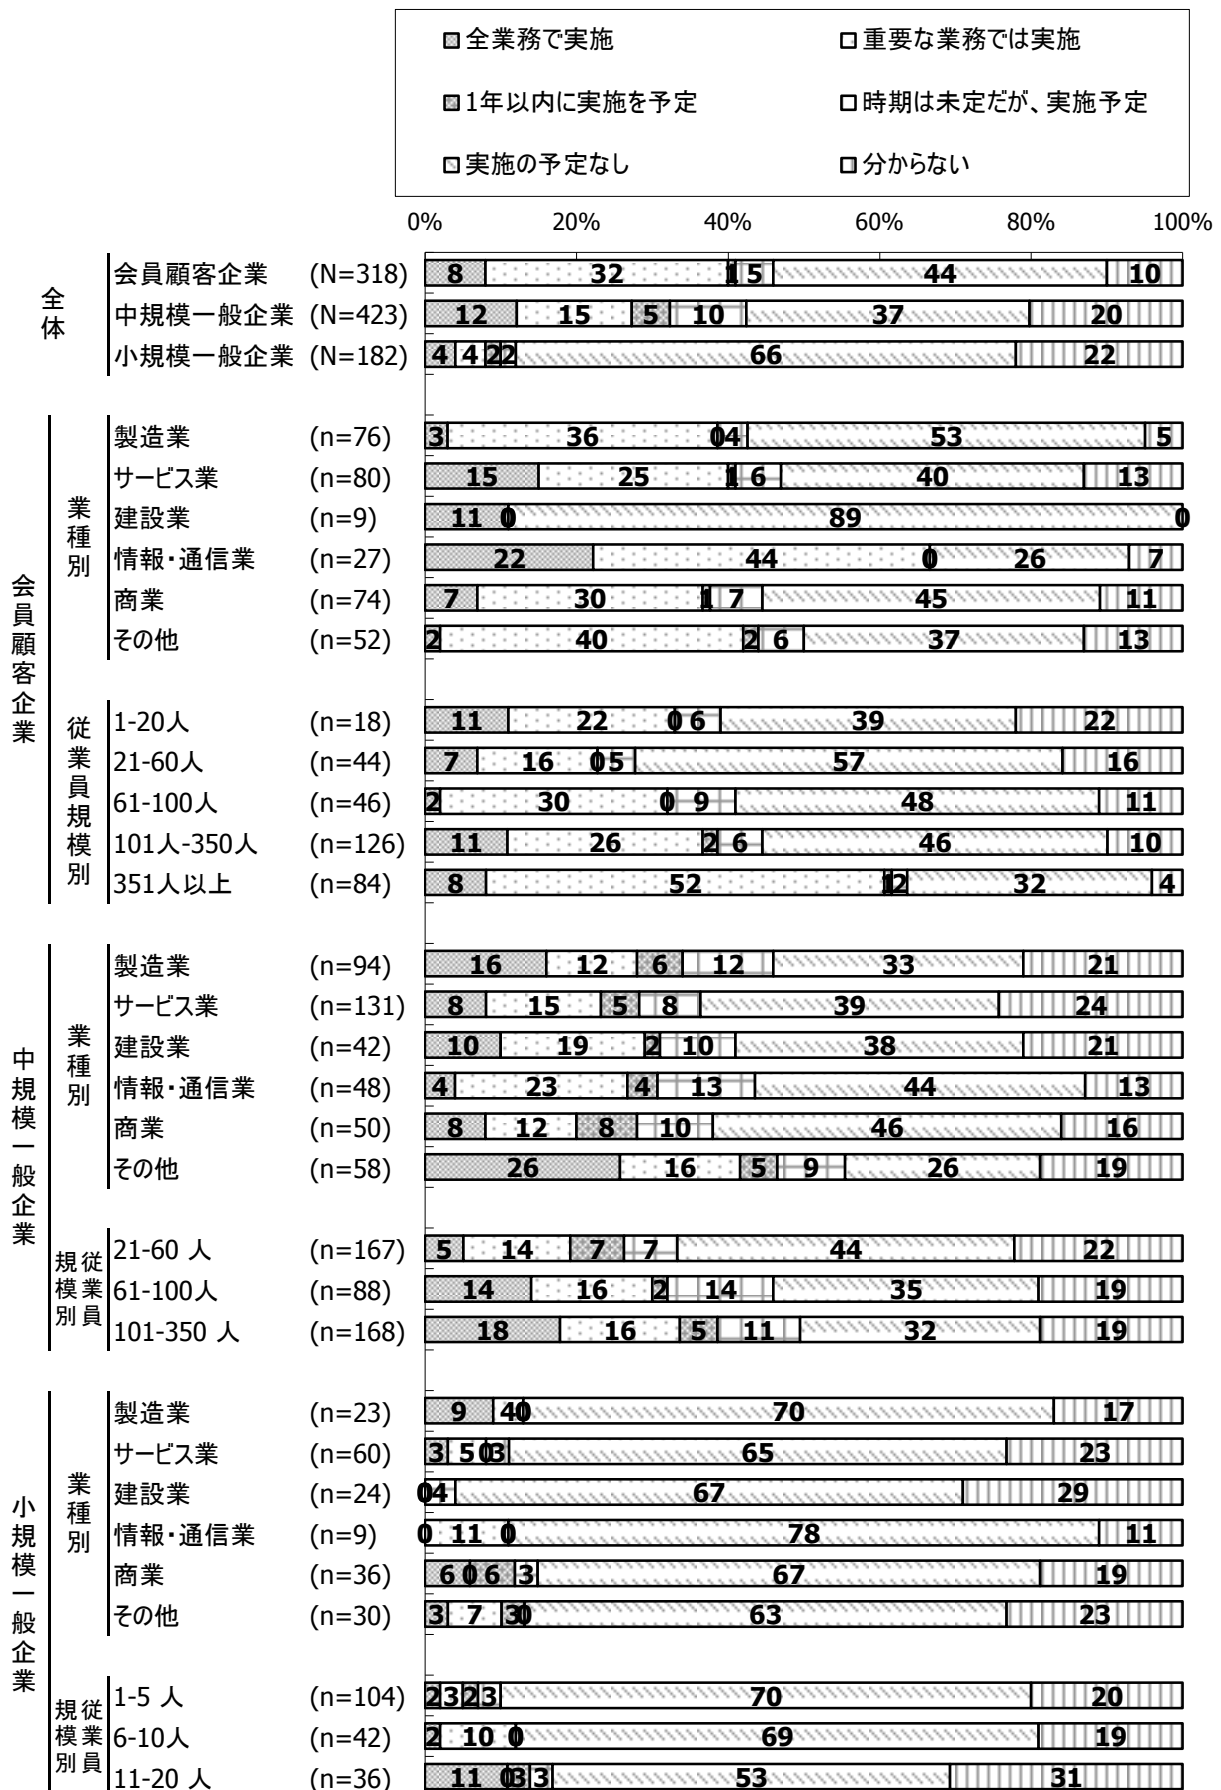 全業務で実施 重要な業務では実施
1年以内に実施を予定 時期は未定だが、実施予定
実施の予定なし 分からない
0% 20% 40% 60% 80% 100%
全体
会員顧客企業 (N=318) 8 32 1 5 44 10
中規模一般企業 (N=423) 12 15 5 10 37 20
小規模一般企業 (N=182) 4 4 2 2 66 22
会員顧客企業
業種別
製造業 (n=76) 3 36 0 4 53 5
サービス業 (n=80) 15 25 1 6 40 13
建設業 (n=9) 11 0 89 0
情報・通信業 (n=27) 22 44 0 26 7
商業 (n=74) 7 30 1 7 45 11
その他 (n=52) 2 40 2 6 37 13
従業員規模別
1-20人 (n=18) 11 22 0 6 39 22
21-60人 (n=44) 7 16 0 5 57 16
61-100人 (n=46) 2 30 0 9 48 11
101人-350人 (n=126) 11 26 2 6 46 10
351人以上 (n=84) 8 52 1 2 32 4
中規模一般企業
業種別
製造業 (n=94) 16 12 6 12 33 21
サービス業 (n=131) 8 15 5 8 39 24
建設業 (n=42) 10 19 2 10 38 21
情報・通信業 (n=48) 4 23 4 13 44 13
商業 (n=50) 8 12 8 10 46 16
その他 (n=58) 26 16 5 9 26 19
従業員規模別
21-60 人 (n=167) 5 14 7 7 44 22
61-100人 (n=88) 14 16 2 14 35 19
101-350 人 (n=168) 18 16 5 11 32 19
小規模一般企業
業種別
製造業 (n=23) 9 4 0 70 17
サービス業 (n=60) 3 5 0 3 65 23
建設業 (n=24) 0 4 67 29
情報・通信業 (n=9) 0 11 0 78 11
商業 (n=36) 6 0 6 3 67 19
その他 (n=30) 3 7 3 0 63 23
従業員規模別
1-5 人 (n=104) 2 3 2 3 70 20
6-10人 (n=42) 2 10 0 69 19
11-20 人 (n=36) 11 0 3 3 53 31